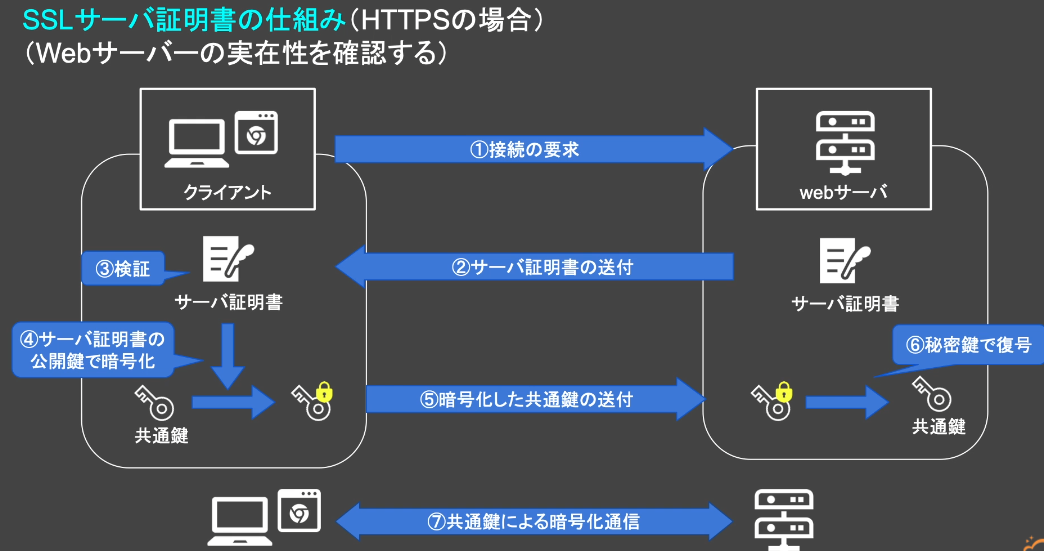 SSLサーバ証明書の仕組み(HTTPSの場合)
(Webサーバーの実在性を確認する)
クライアント
①接続の要求
webサーバ
③検証
サーバ証明書
②サーバ証明書の送付
サーバ証明書
④サーバ証明書の
公開鍵で暗号化
⑥秘密鍵で復号
共通鍵
⑤暗号化した共通鍵の送付
共通鍵
⑦共通鍵による暗号化通信